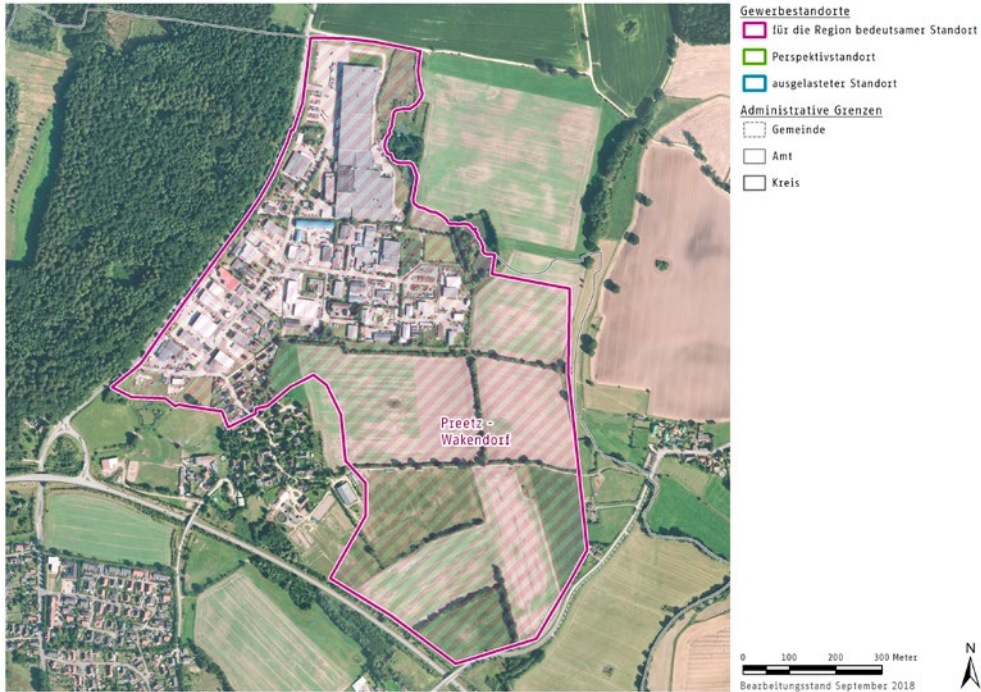 Gewerbestandorte
für die Region bedeutsamer Standort
Perspektivstandort
ausgelasteter Standort
Administrative Grenzen
Gemeinde
Amt
Kreis
Preetz -
Wakendorf
N
0 100 200 300 Meter
Bearbeitungsstand September 2018